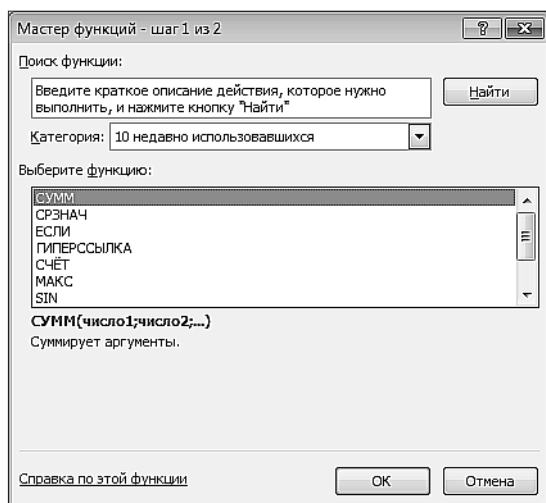 Мастер функций - шаг 1 из 2
Поиск функции:
Введите краткое описание действия, которое нужно
выполнить, и нажмите кнопку "Найти"
Найти
Категория: 10 недавно использовавшихся
Выберите функцию:
СУММ
СРЗНАЧ
ЕСЛИ
ГИПЕРССЫЛКА
СЧЁТ
МАКС
SIN
СУММ(число1;число2;...)
Суммирует аргументы.
Справка по этой функции
ОК
Отмена